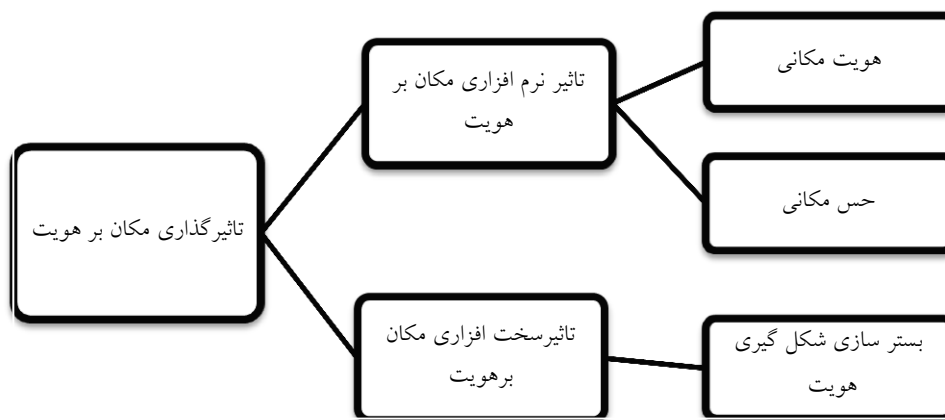 تاثیرگذاری مکان بر هویت
تاثیر نرم افزاری مکان بر
هویت
هویت مکانی
حس مکانی
تاثیرسخت افزاری مکان
برهویت
بستر سازی شکل گیری
هویت